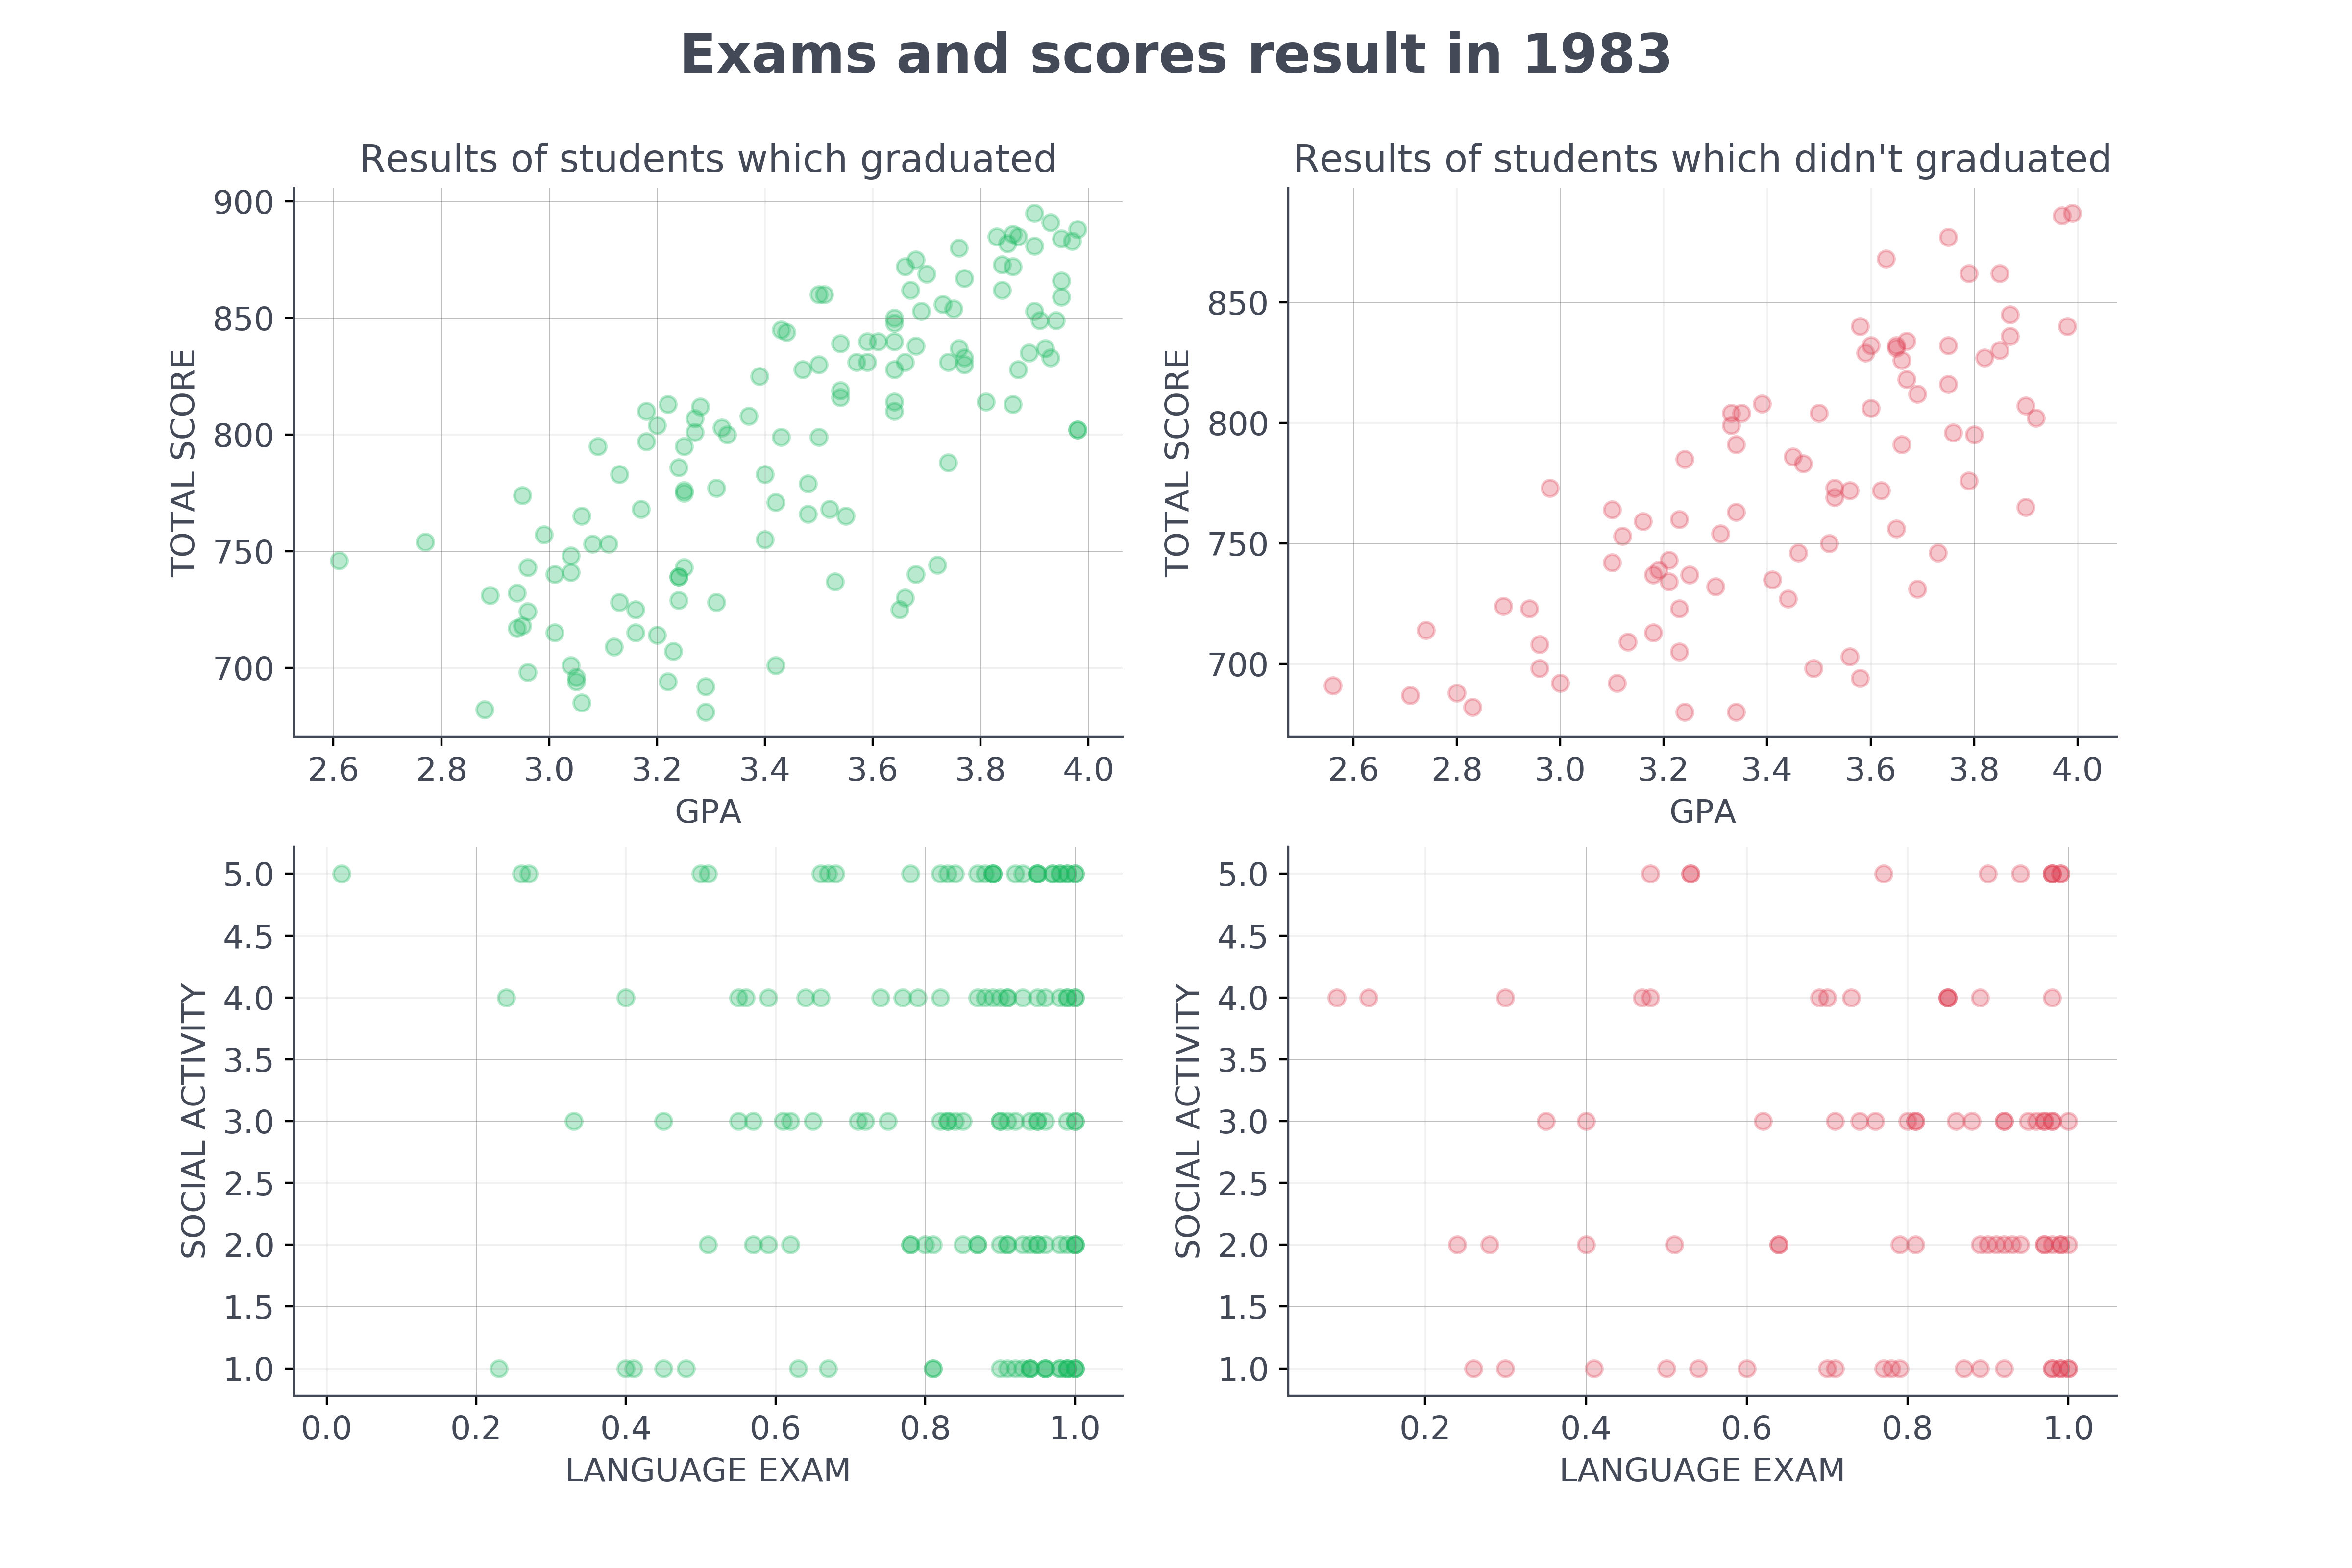 Exams and scores result in 1983
Results of students which graduated
900
850
800
750
700
TOTAL SCORE
2.6 2.8 3.0 3.2 3.4 3.6 3.8 4.0
GPA
Results of students which didn't graduated
850
800
750
700
TOTAL SCORE
2.6 2.8 3.0 3.2 3.4 3.6 3.8 4.0
GPA
5.0
4.5
4.0
3.5
3.0
2.5
2.0
1.5
1.0
SOCIAL ACTIVITY
0.0 0.2 0.4 0.6 0.8 1.0
LANGUAGE EXAM
5.0
4.5
4.0
3.5
3.0
2.5
2.0
1.5
1.0
SOCIAL ACTIVITY
0.2 0.4 0.6 0.8 1.0
LANGUAGE EXAM